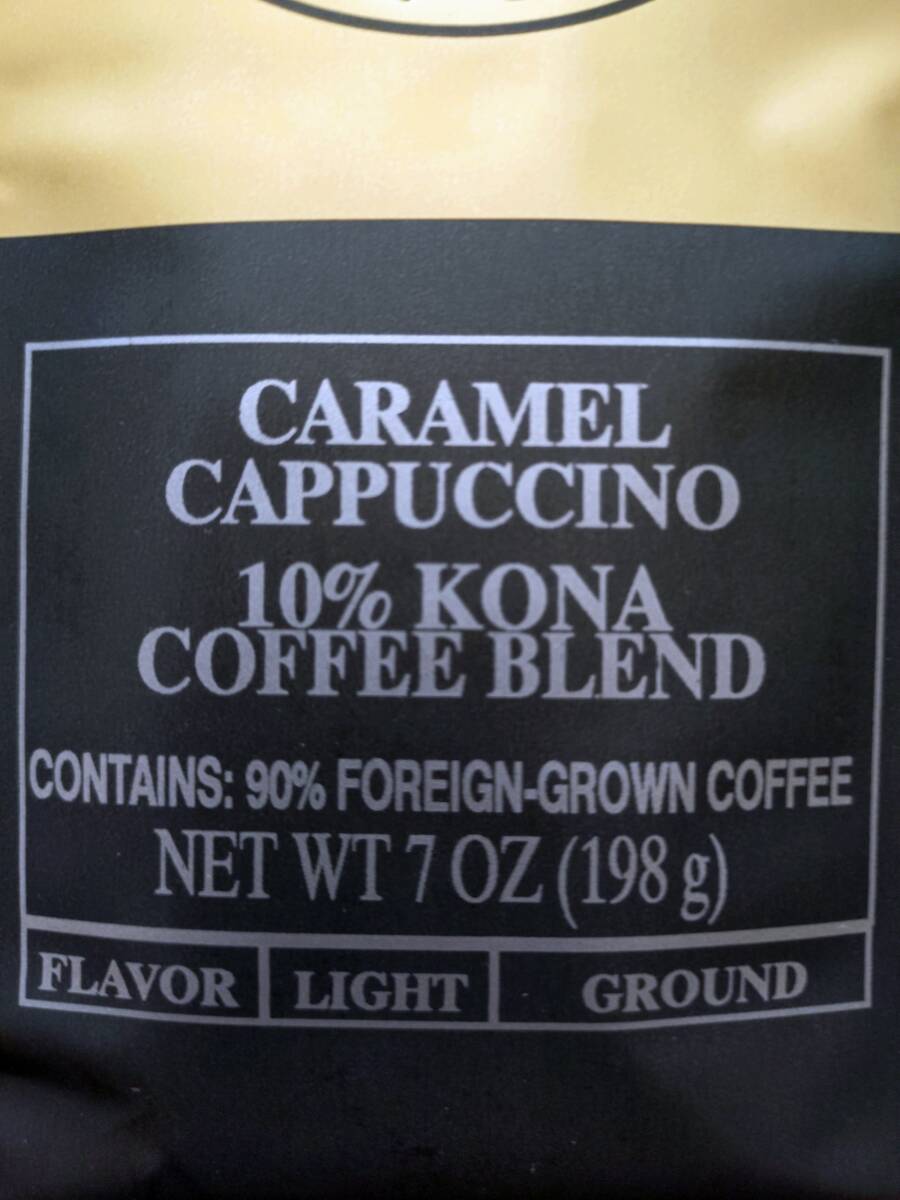 CARAMEL
CAPPUCCINO
10% KONA
COFFEE BLEND
CONTAINS: 90% FOREIGN-GROWN COFFEE
NET WT 7 OZ (198 g)
FLAVOR LIGHT GROUND